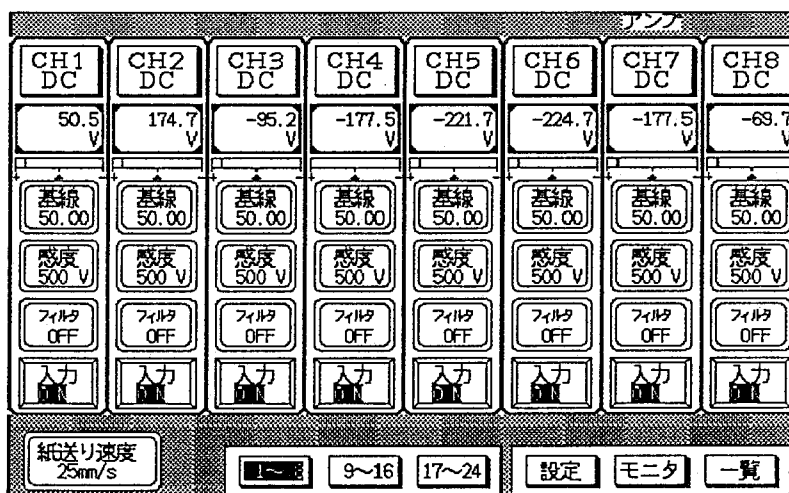 アンプ
CH1 CH2 CH3 CH4 CH5 CH6 CH7 CH8
DC DC DC DC DC DC DC DC
50.5 174.7 -95.2 -177.5 -221.7 -224.7 -177.5 -69.7
V V V V V V V V
基線 基線 基線 基線 基線 基線 基線 基線
50.00 50.00 50.00 50.00 50.00 50.00 50.00 50.00
感度 感度 感度 感度 感度 感度 感度 感度
500 V 500 V 500 V 500 V 500 V 500 V 500 V 500 V
フィルタ フィルタ フィルタ フィルタ フィルタ フィルタ フィルタ フィルタ
OFF OFF OFF OFF OFF OFF OFF OFF
入力 入力 入力 入力 入力 入力 入力 入力
紙送り速度
25mm/s
9〜16 17〜24 設定 モニタ 一覧